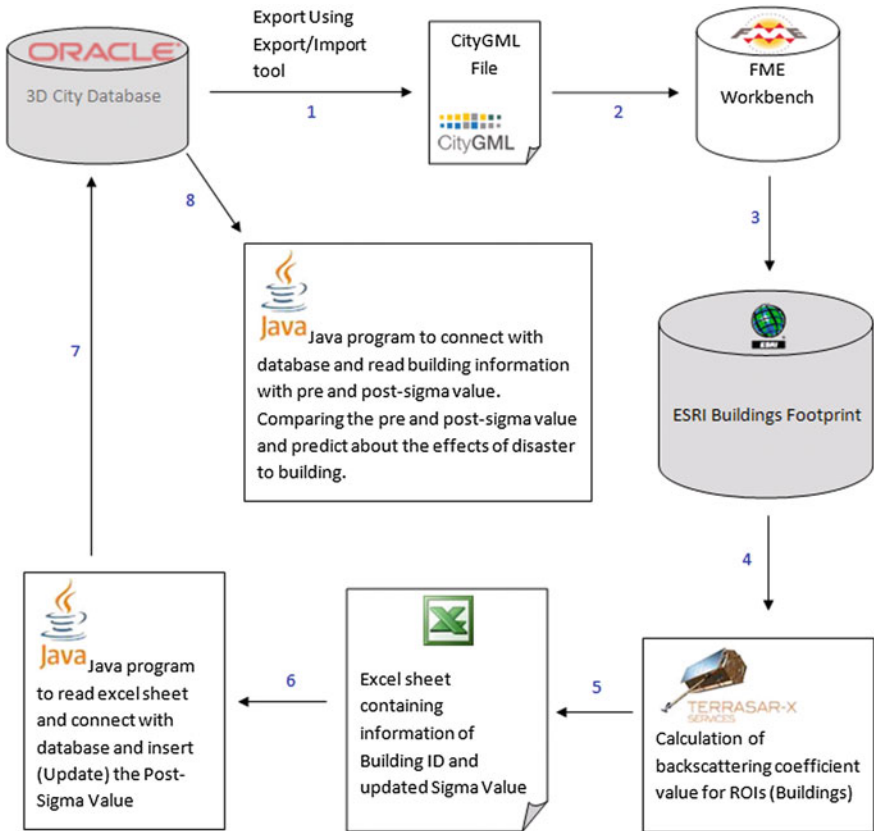 ORACLE
3D City Database
Export Using
Export/Import
tool
1
CityGML
File
CityGML
2
FME
FME
Workbench
3
ESRI
ESRI Buildings Footprint
4
TERRASAR-X
SERVICES
Calculation of
backscattering coefficient
value for ROIs (Buildings)
5
Excel sheet
containing
information of
Building ID and
updated Sigma Value
6
Java
Java program
to read excel sheet
and connect with
database and insert
(Update) the Post-
Sigma Value
7
8
Java
Java program to connect with
database and read building information
with pre and post-sigma value.
Comparing the pre and post-sigma value
and predict about the effects of disaster
to building.